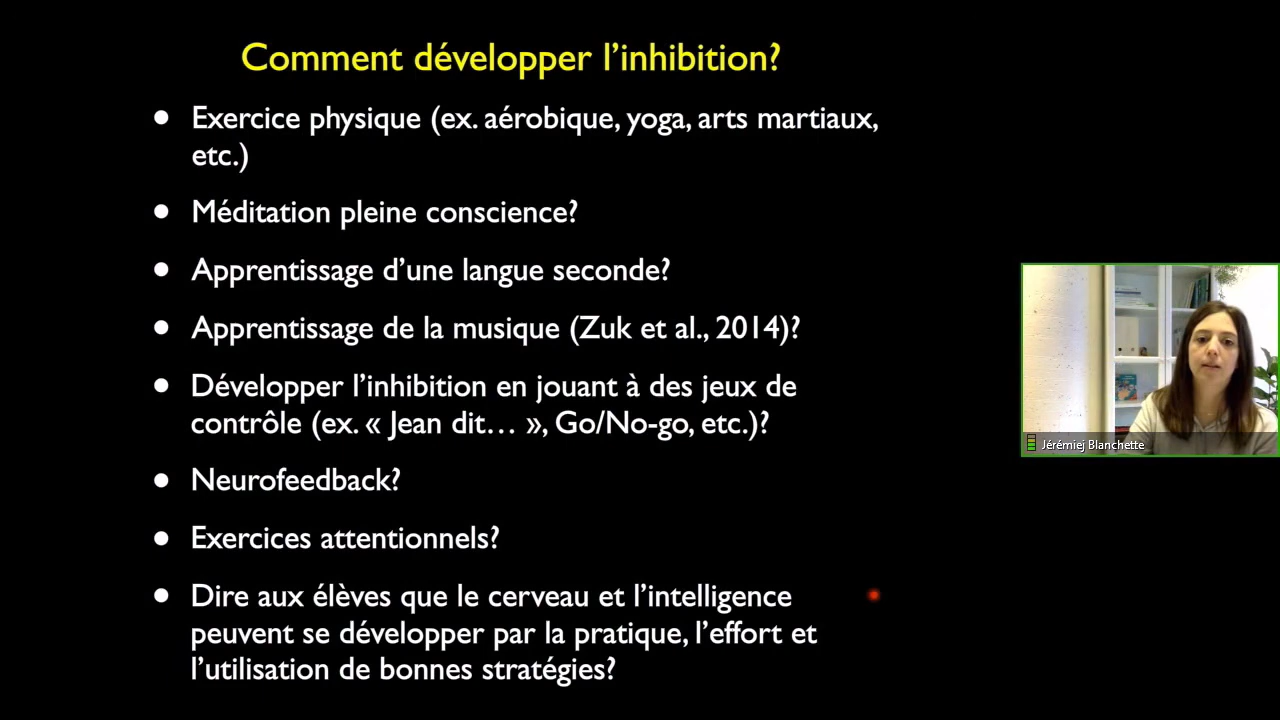 Comment développer l'inhibition?
• Exercice physique (ex. aérobique, yoga, arts martiaux,
etc.)
• Méditation pleine conscience?
• Apprentissage d'une langue seconde?
• Apprentissage de la musique (Zuk et al., 2014)?
• Développer l'inhibition en jouant à des jeux de
contrôle (ex. « Jean dit… », Go/No-go, etc.)?
• Neurofeedback?
• Exercices attentionnels?
• Dire aux élèves que le cerveau et l'intelligence
peuvent se développer par la pratique, l'effort et
l'utilisation de bonnes stratégies?
Jérémiej Blanchette